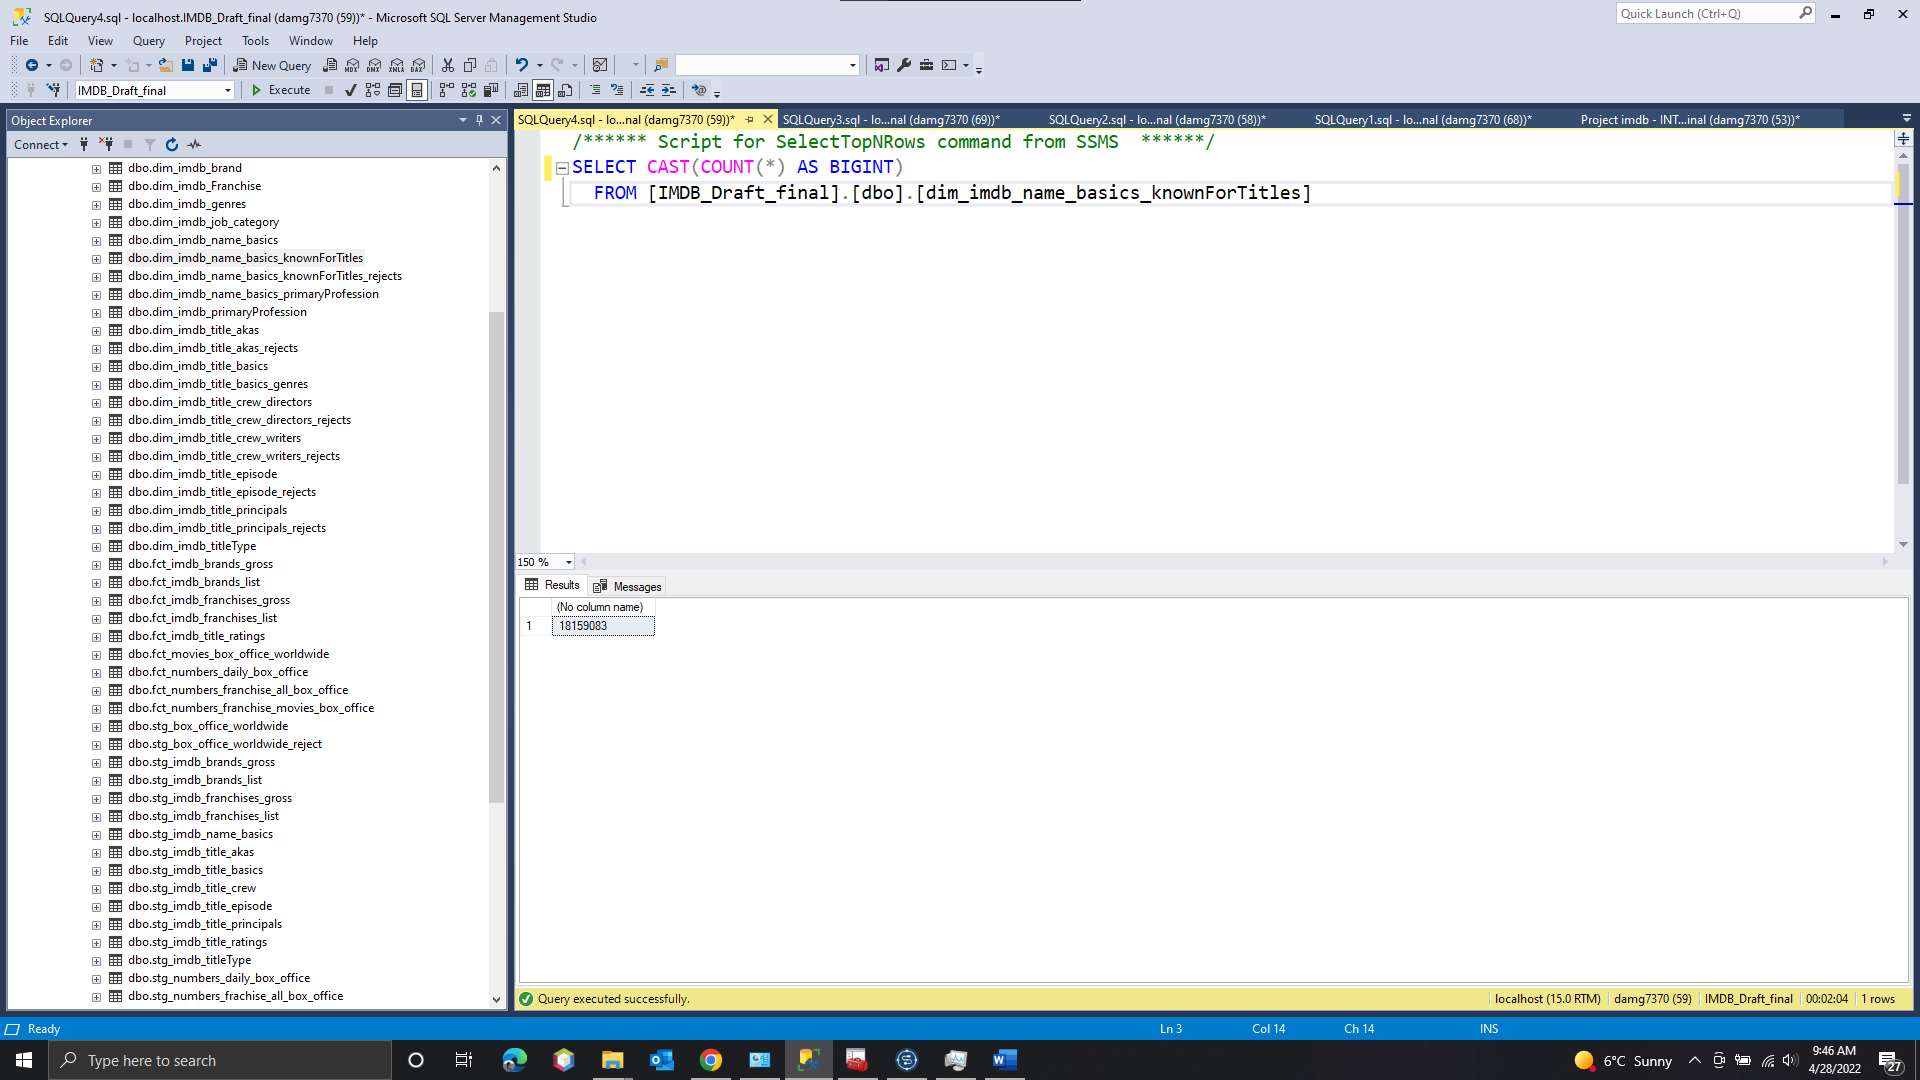 SQLQuery4.sql - localhost.IMDB_Draft_final (damg7370 (59))* - Microsoft SQL Server Management Studio
Quick Launch (Ctrl+Q)
File Edit View Query Project Tools Window Help
New Query
MDX DMX XMLA DAX
IMDB_Draft_final
Execute
Object Explorer
Connect
dbo.dim_imdb_brand
dbo.dim_imdb_Franchise
dbo.dim_imdb_genres
dbo.dim_imdb_job_category
dbo.dim_imdb_name_basics
dbo.dim_imdb_name_basics_knownForTitles
dbo.dim_imdb_name_basics_knownForTitles_rejects
dbo.dim_imdb_name_basics_primaryProfession
dbo.dim_imdb_primaryProfession
dbo.dim_imdb_title_akas
dbo.dim_imdb_title_akas_rejects
dbo.dim_imdb_title_basics
dbo.dim_imdb_title_basics_genres
dbo.dim_imdb_title_crew_directors
dbo.dim_imdb_title_crew_directors_rejects
dbo.dim_imdb_title_crew_writers
dbo.dim_imdb_title_crew_writers_rejects
dbo.dim_imdb_title_episode
dbo.dim_imdb_title_episode_rejects
dbo.dim_imdb_title_principals
dbo.dim_imdb_title_principals_rejects
dbo.dim_imdb_titleType
dbo.fct_imdb_brands_gross
dbo.fct_imdb_brands_list
dbo.fct_imdb_franchises_gross
dbo.fct_imdb_franchises_list
dbo.fct_imdb_title_ratings
dbo.fct_movies_box_office_worldwide
dbo.fct_numbers_daily_box_office
dbo.fct_numbers_franchise_all_box_office
dbo.fct_numbers_franchise_movies_box_office
dbo.stg_box_office_worldwide
dbo.stg_box_office_worldwide_reject
dbo.stg_imdb_brands_gross
dbo.stg_imdb_brands_list
dbo.stg_imdb_franchises_gross
dbo.stg_imdb_franchises_list
dbo.stg_imdb_name_basics
dbo.stg_imdb_title_akas
dbo.stg_imdb_title_basics
dbo.stg_imdb_title_crew
dbo.stg_imdb_title_episode
dbo.stg_imdb_title_principals
dbo.stg_imdb_title_ratings
dbo.stg_imdb_titleType
dbo.stg_numbers_daily_box_office
dbo.stg_numbers_frachise_all_box_office
SQLQuery4.sql - lo...nal (damg7370 (59))* SQLQuery3.sql - lo...nal (damg7370 (69))* SQLQuery2.sql - lo...nal (damg7370 (58))* SQLQuery1.sql - lo...nal (damg7370 (68))* Project imdb - INT...inal (damg7370 (53))*
/****** Script for SelectTopNRows command from SSMS ******/
SELECT CAST(COUNT(*) AS BIGINT)
FROM [IMDB_Draft_final].[dbo].[dim_imdb_name_basics_knownForTitles]
150 %
Results Messages
(No column name)
1 18159083
Query executed successfully.
localhost (15.0 RTM) damg7370 (59) IMDB_Draft_final 00:02:04 1 rows
Ready
Ln 3 Col 14 Ch 14 INS
Type here to search
6°C Sunny
9:46 AM
4/28/2022
27